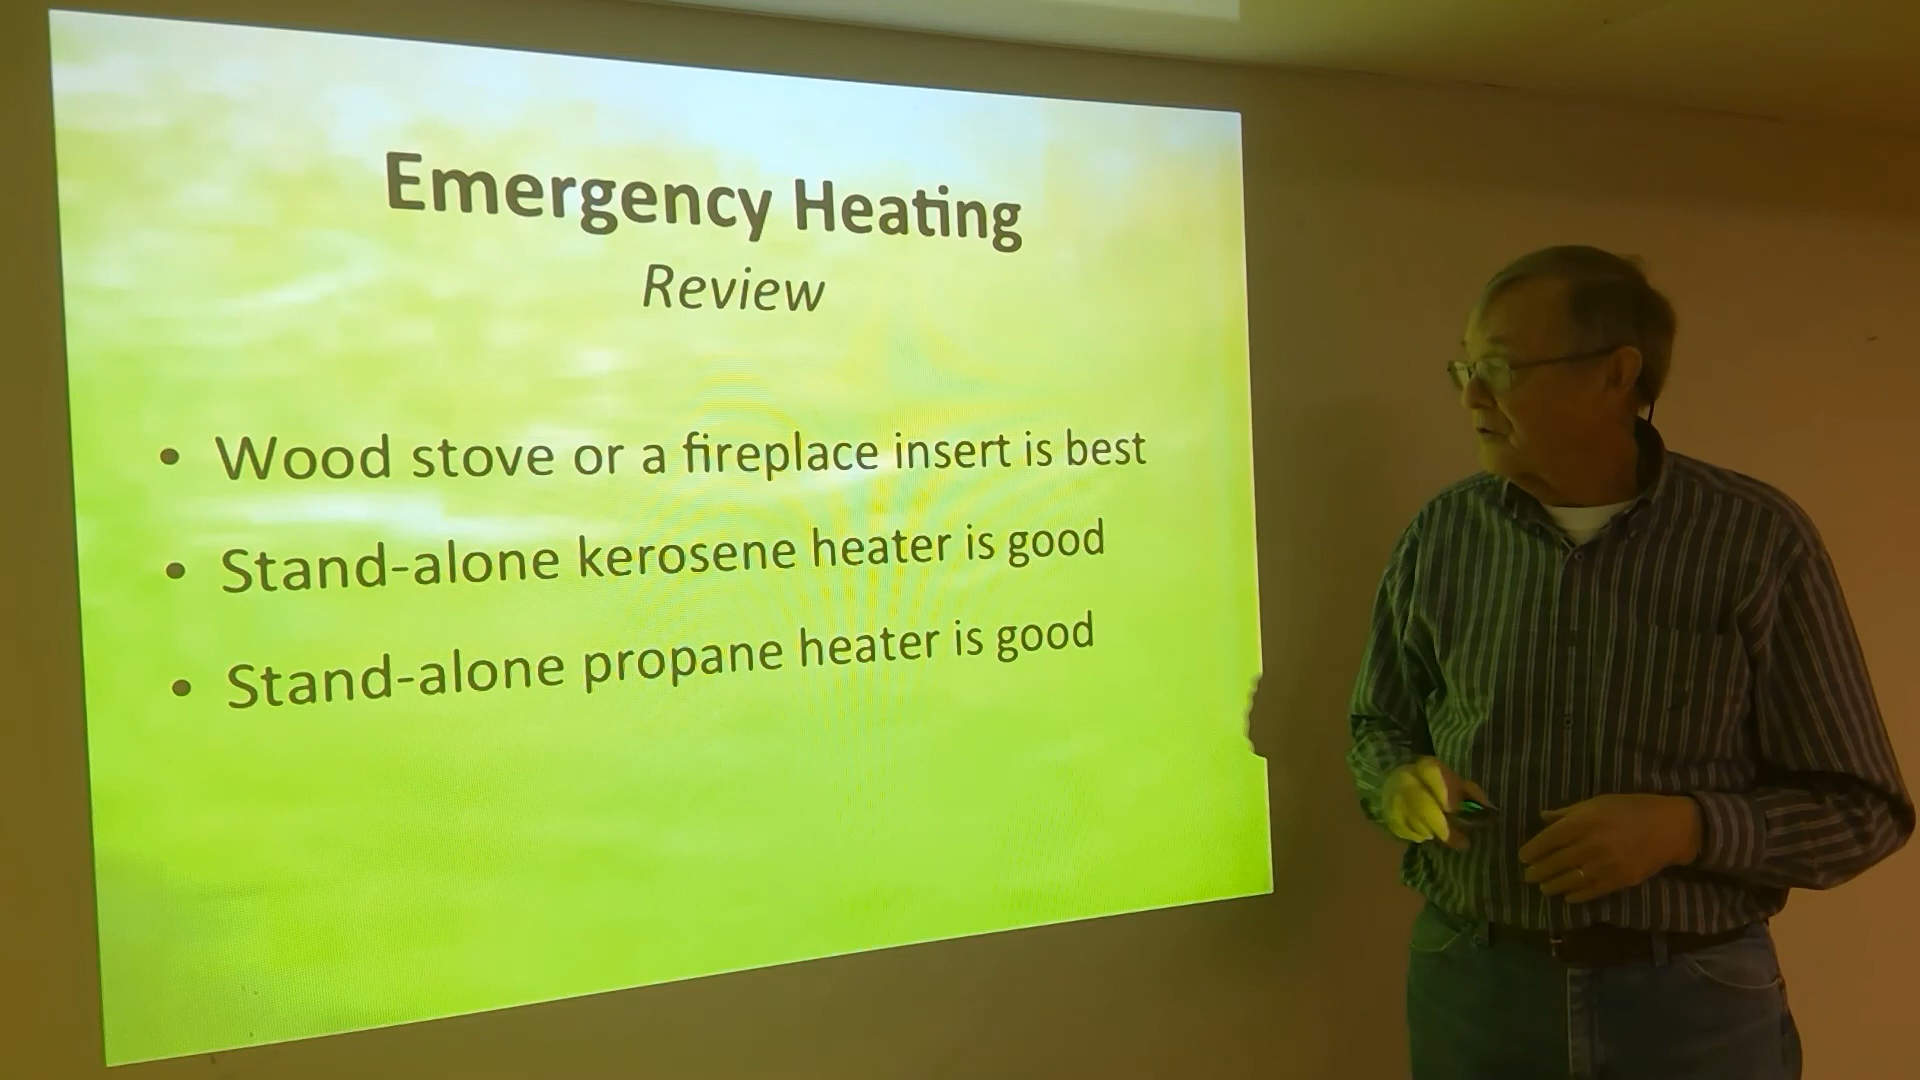 Emergency Heating
Review
• Wood stove or a fireplace insert is best
• Stand-alone kerosene heater is good
• Stand-alone propane heater is good